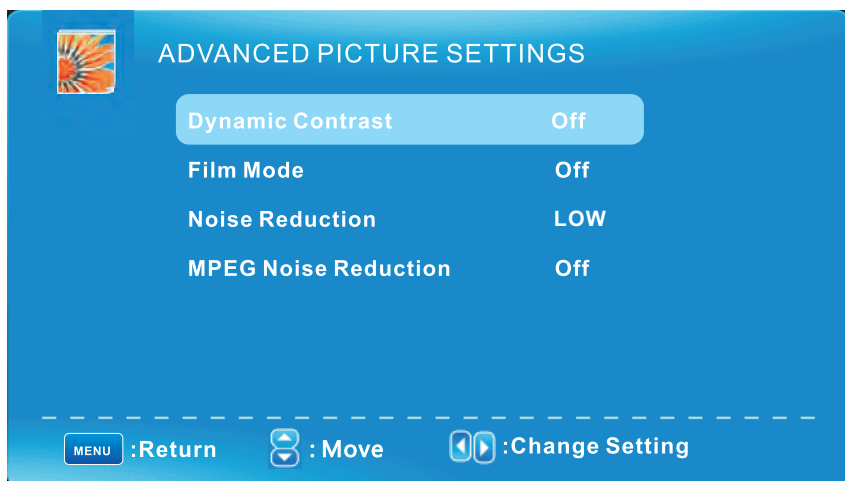 ADVANCED PICTURE SETTINGS
Dynamic Contrast Off
Film Mode Off
Noise Reduction LOW
MPEG Noise Reduction Off
MENU :Return : Move :Change Setting